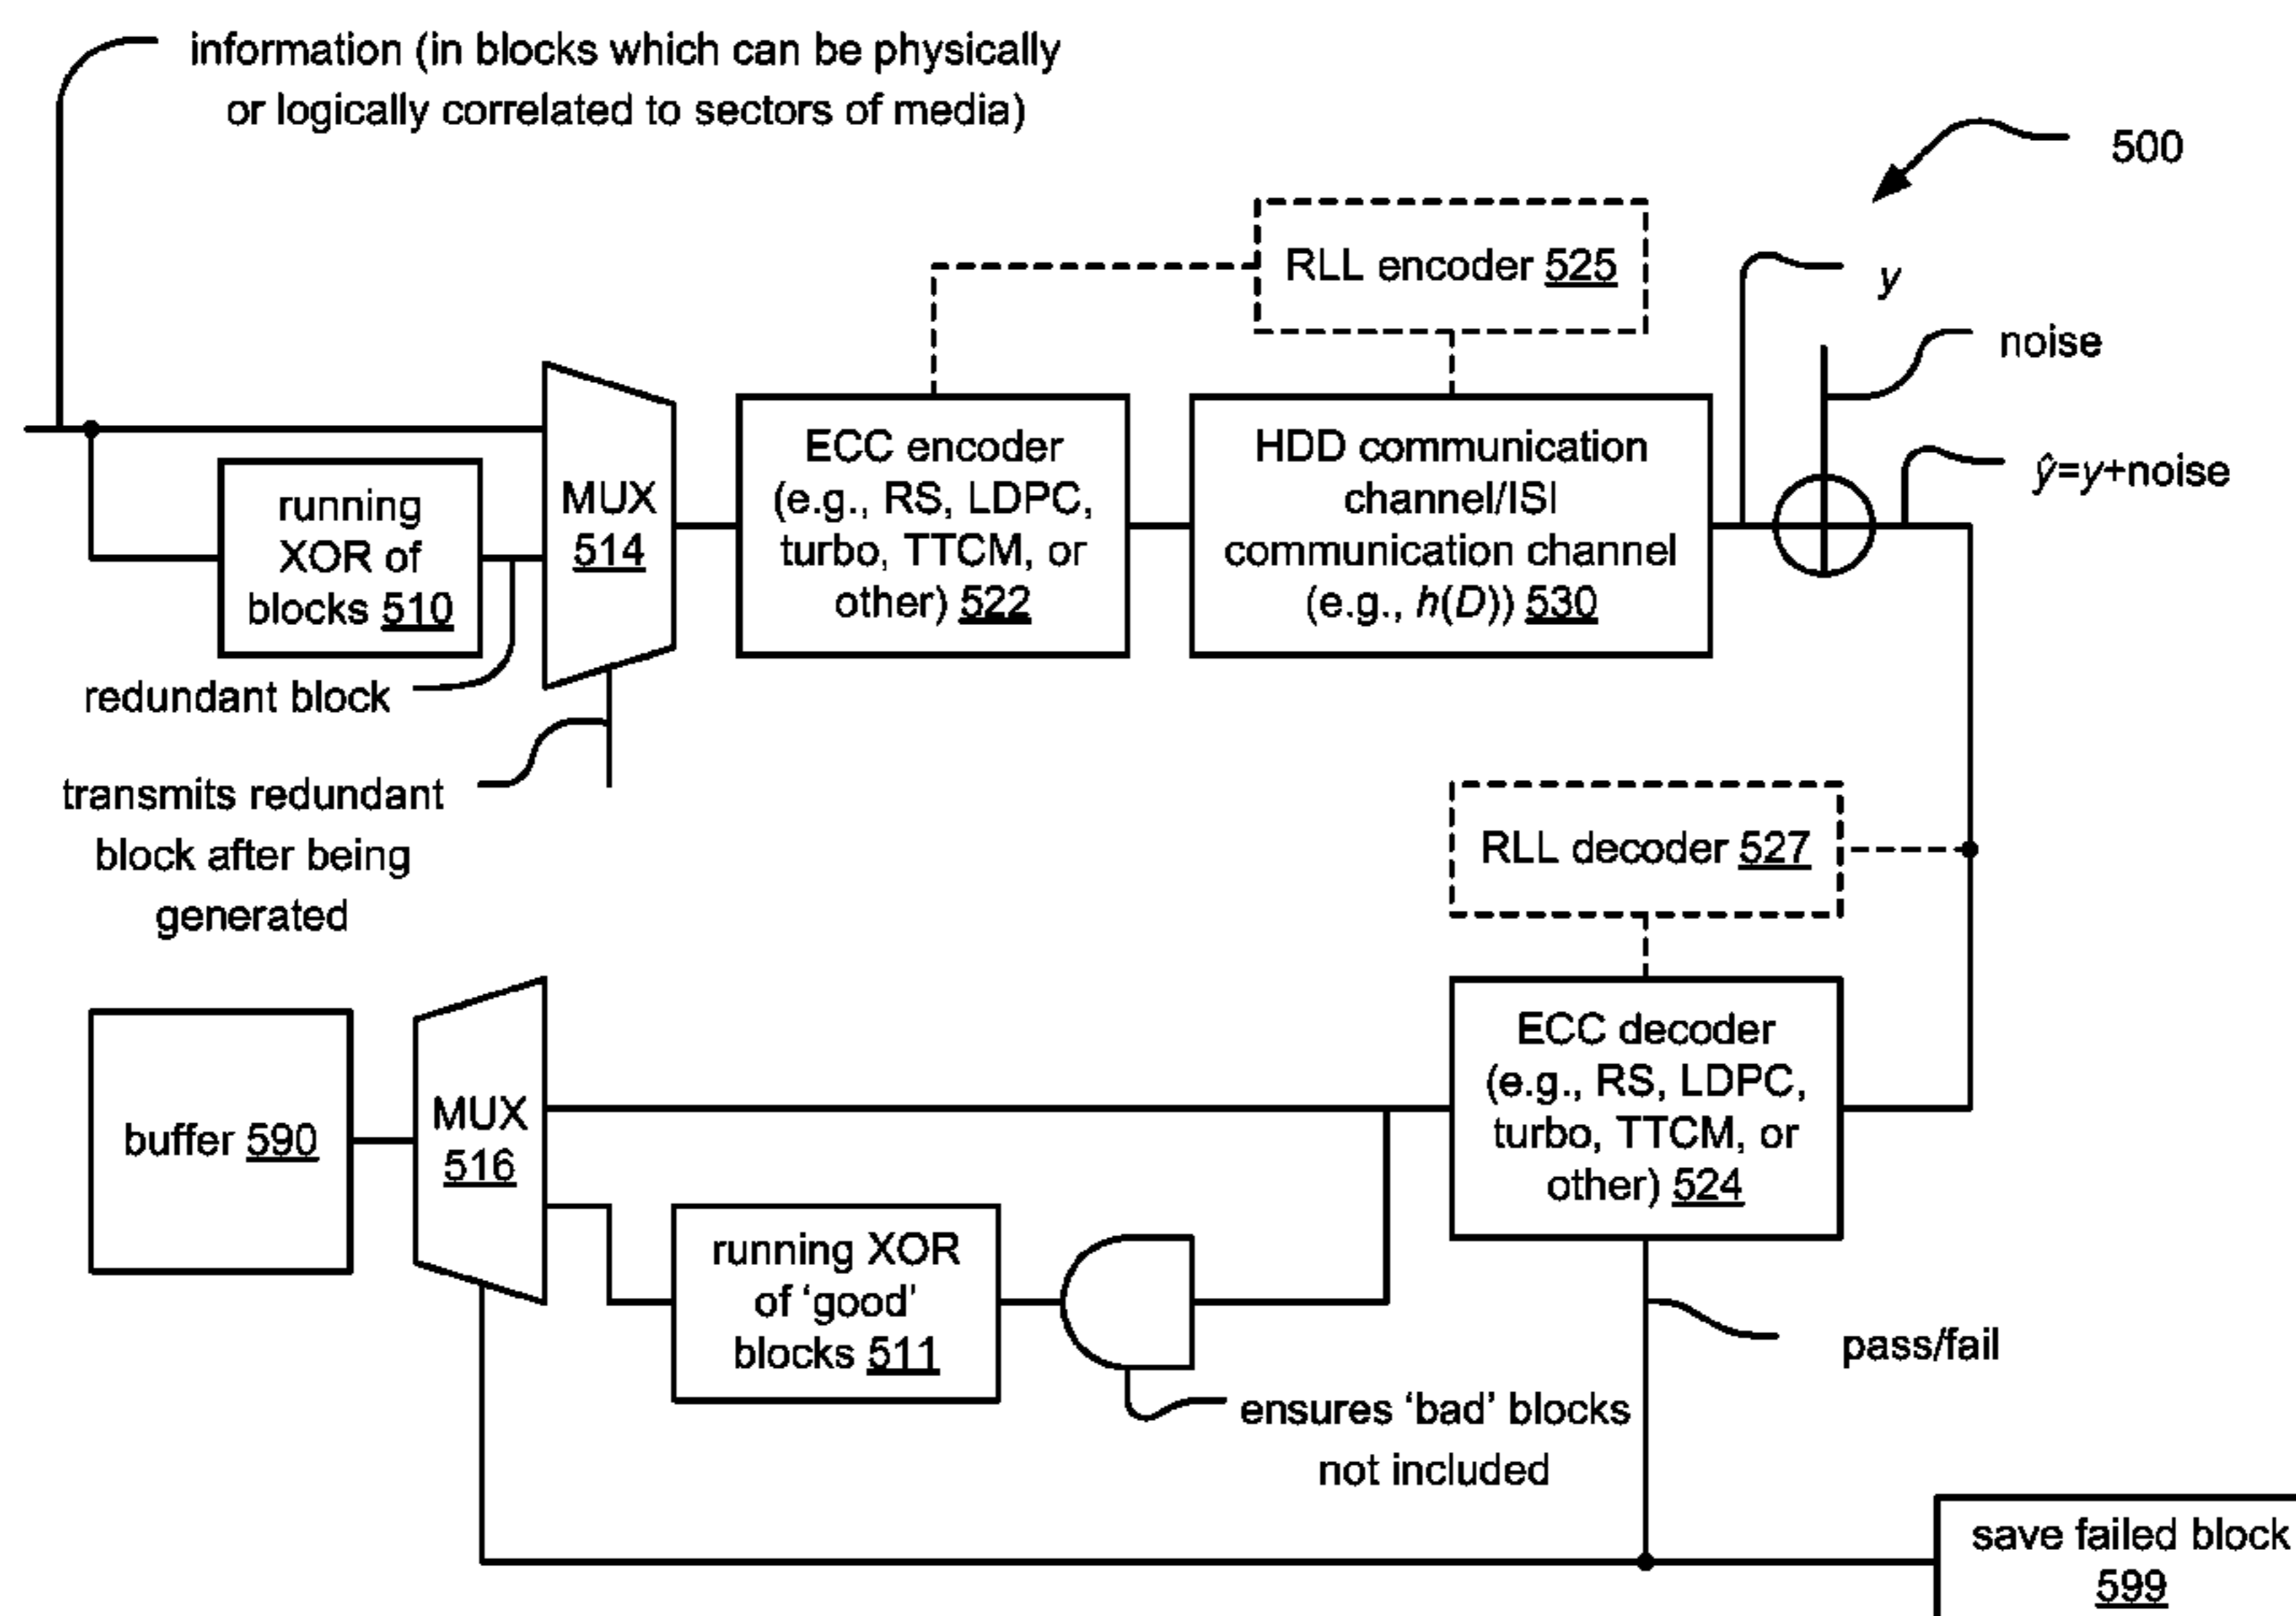 information (in blocks which can be physically
or logically correlated to sectors of media)
500
RLL encoder 525
y
noise
ŷ=y+noise
MUX
514
ECC encoder
(e.g., RS, LDPC,
turbo, TTCM, or
other) 522
HDD communication
channel/ISI
communication channel
(e.g., h(D)) 530
running
XOR of
blocks 510
redundant block
transmits redundant
block after being
generated
RLL decoder 527
buffer 590
MUX
516
ECC decoder
(e.g., RS, LDPC,
turbo, TTCM, or
other) 524
running XOR
of ‘good’
blocks 511
pass/fail
ensures ‘bad’ blocks
not included
save failed block
599